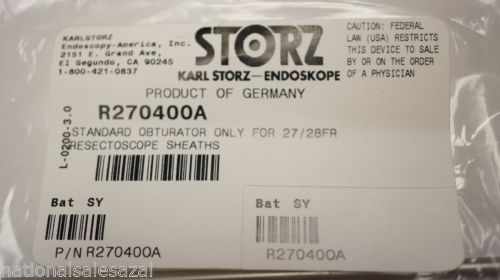 KARLSTORZ
Endoscopy-America, Inc.
2151 E. Grand Ave,
El Segundo, CA 90245
1-800-421-0837
STORZ
KARL STORZ—ENDOSKOPE
CAUTION: FEDERAL
LAW (USA) RESTRICTS
THIS DEVICE TO SALE
BY OR ON THE ORDER
OF A PHYSICIAN
PRODUCT OF GERMANY
R270400A
STANDARD OBTURATOR ONLY FOR 27/28FR
RESECTOSCOPE SHEATHS
L-0200-3.0
Bat SY
P/N R270400A
Bat SY
R270400A
nationalsalesazal